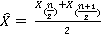 X̂ = (X_(n/2) + X_(n+1/2)) / 2